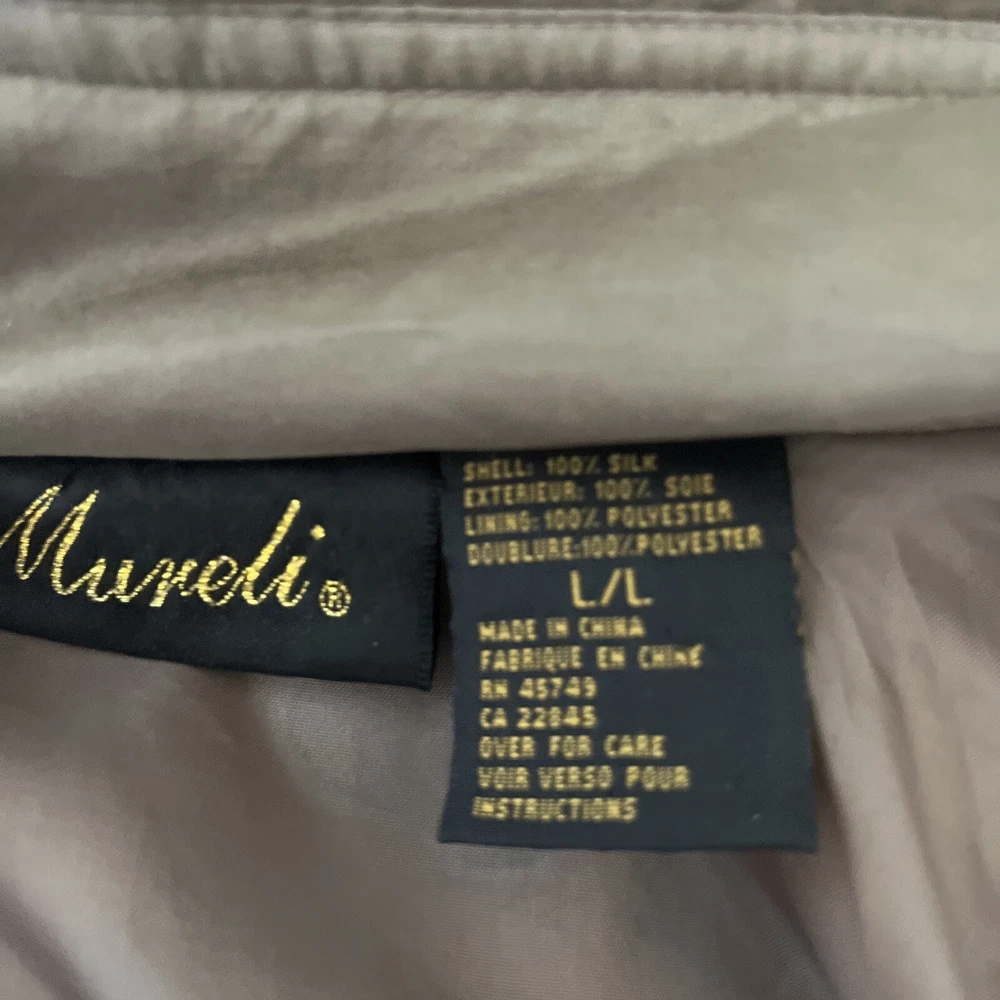 Mureli®
SHELL: 100% SILK
EXTERIEUR: 100% SOIE
LINING: 100% POLYESTER
DOUBLURE: 100% POLYESTER
L/L
MADE IN CHINA
FABRIQUE EN CHINE
RN 45749
CA 22845
OVER FOR CARE
VOIR VERSO POUR
INSTRUCTIONS